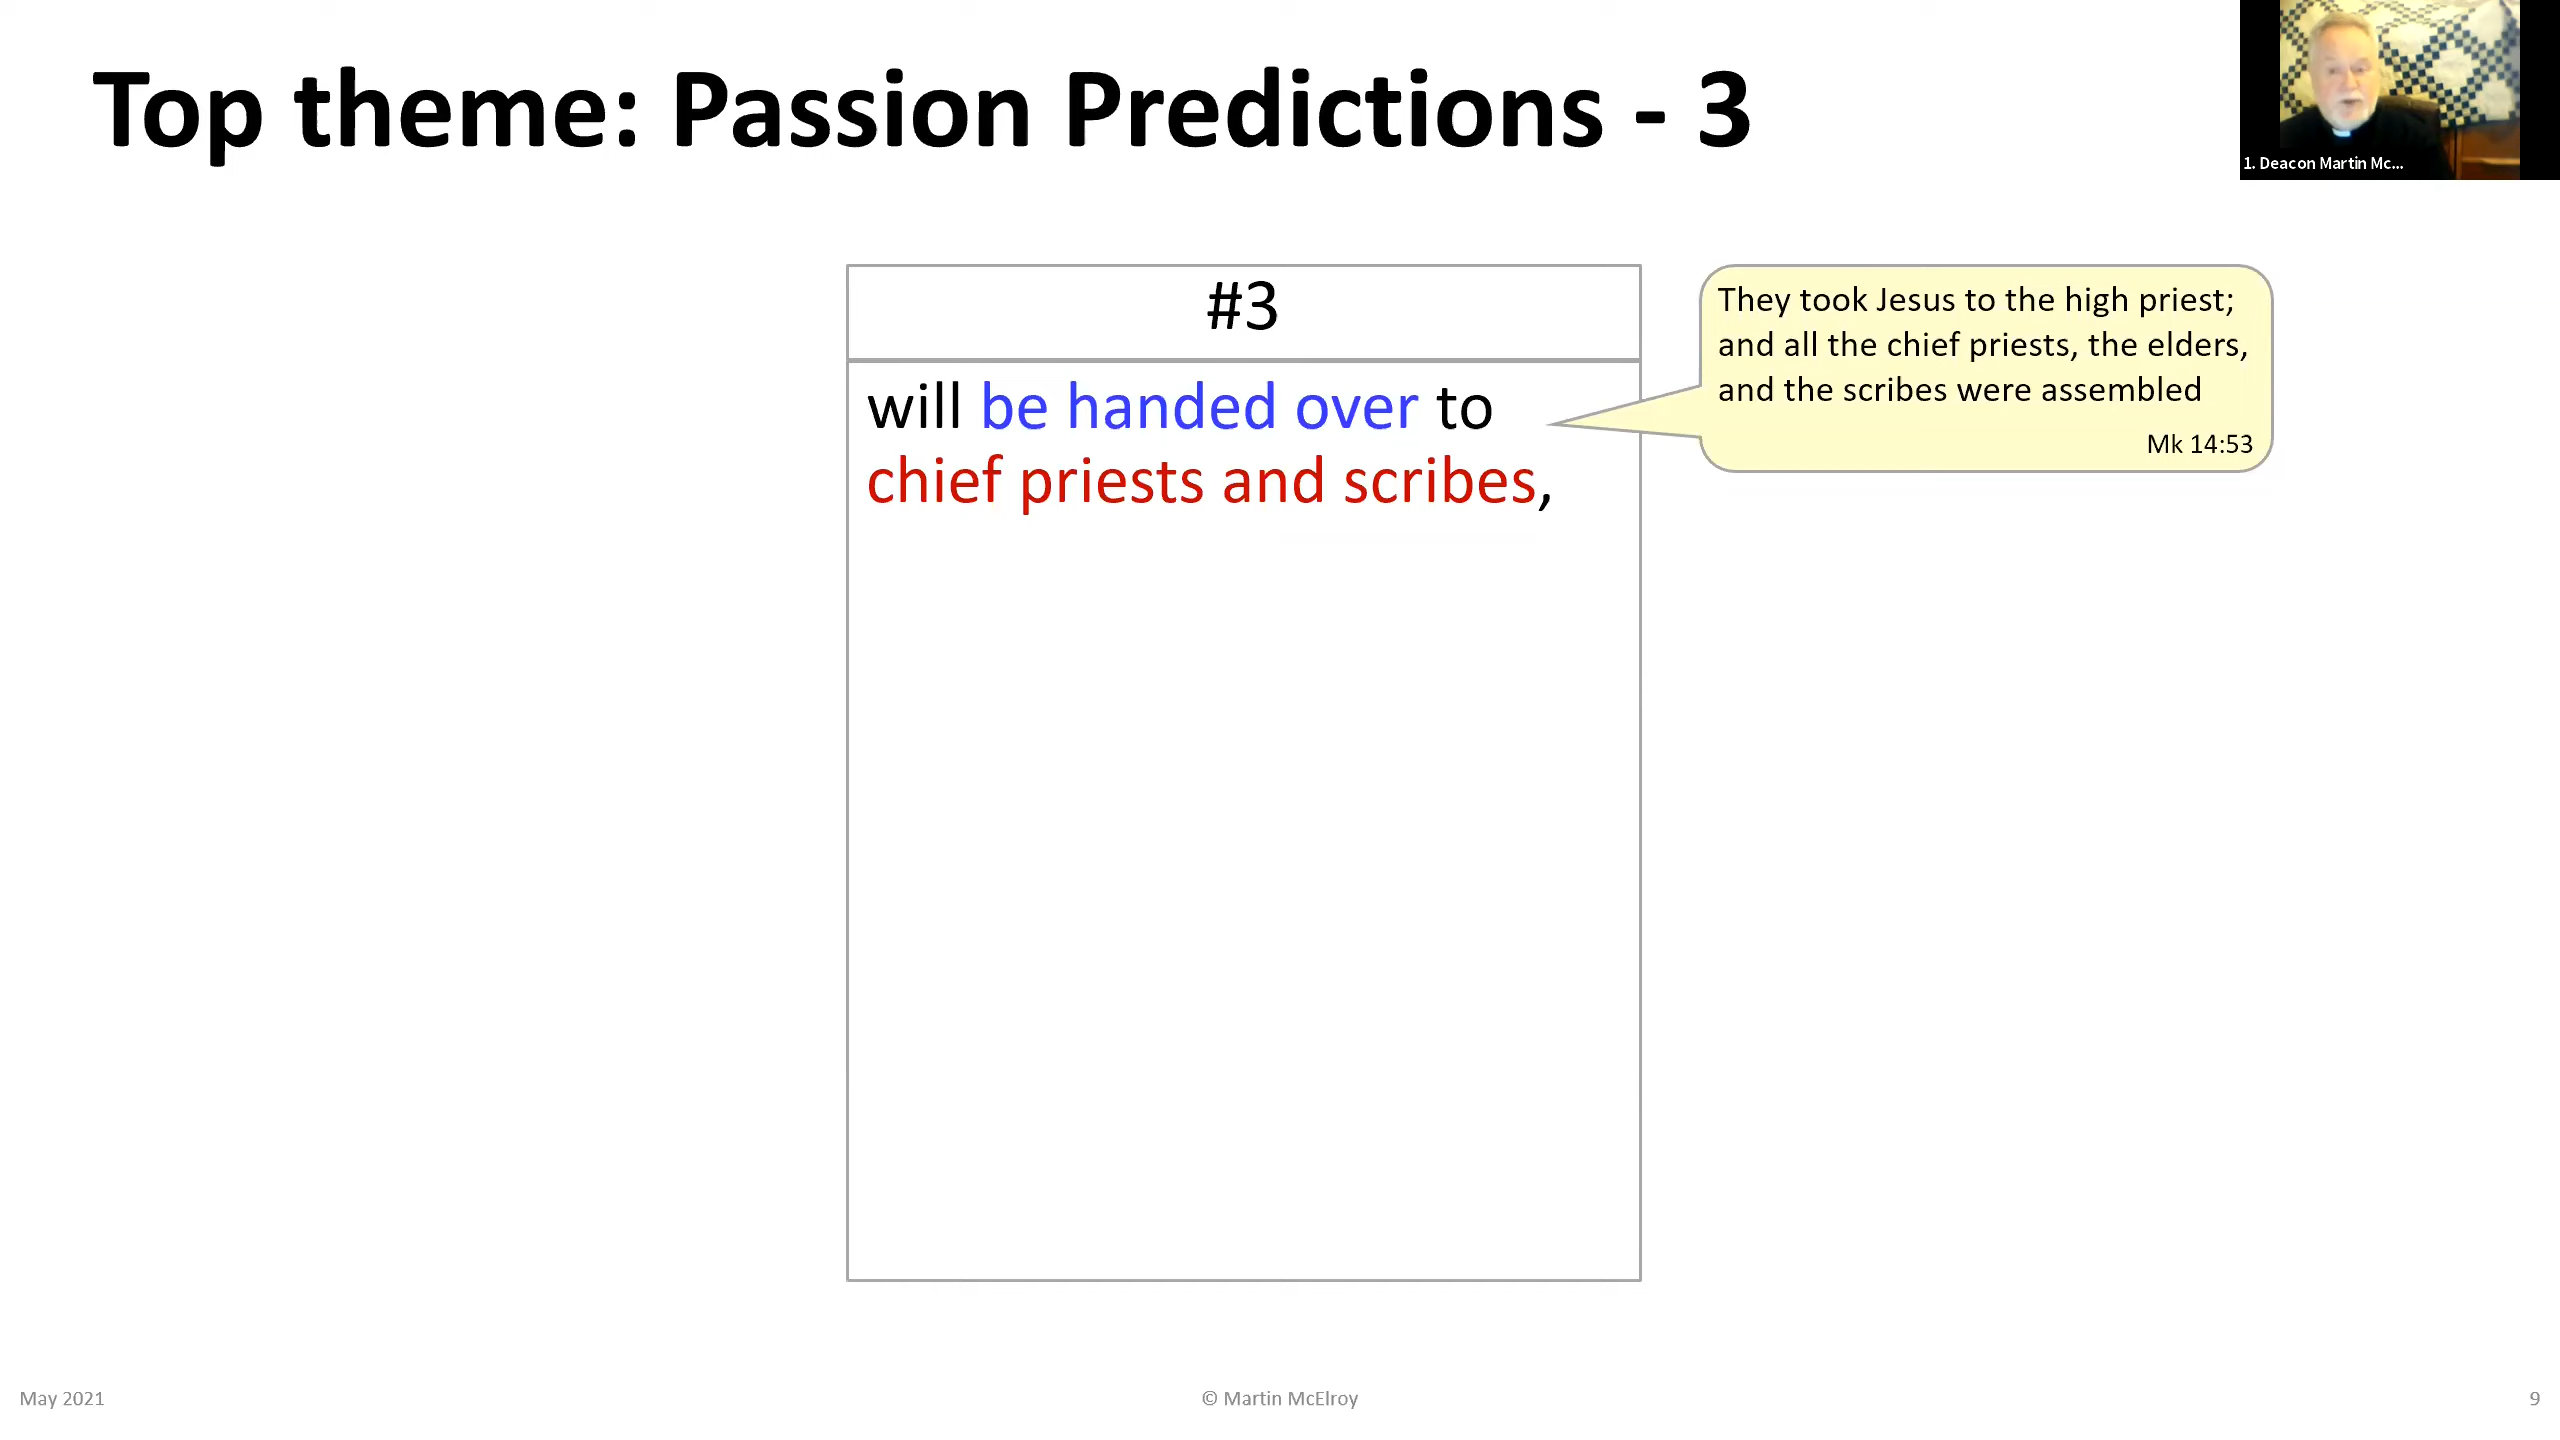 Top theme: Passion Predictions - 3
1. Deacon Martin Mc...
#3
will be handed over to
chief priests and scribes,
They took Jesus to the high priest;
and all the chief priests, the elders,
and the scribes were assembled
Mk 14:53
May 2021
© Martin McElroy
9